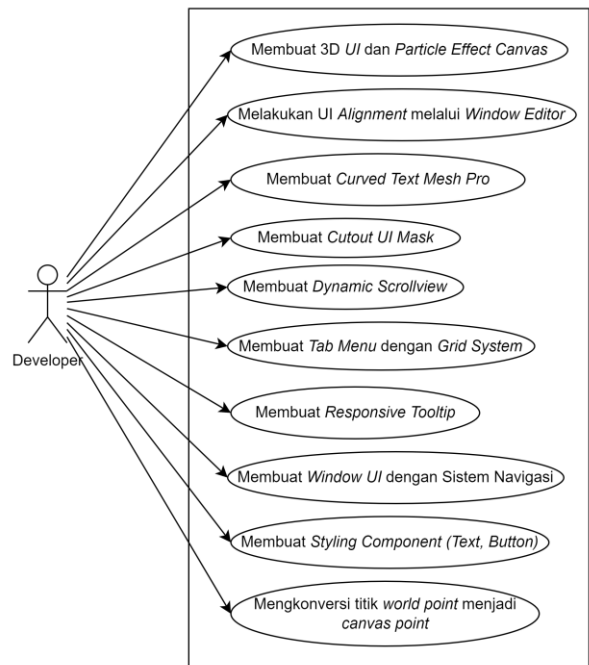 Membuat 3D UI dan Particle Effect Canvas
Melakukan UI Alignment melalui Window Editor
Membuat Curved Text Mesh Pro
Membuat Cutout UI Mask
Membuat Dynamic Scrollview
Developer
Membuat Tab Menu dengan Grid System
Membuat Responsive Tooltip
Membuat Window UI dengan Sistem Navigasi
Membuat Styling Component (Text, Button)
Mengkonversi titik world point menjadi
canvas point